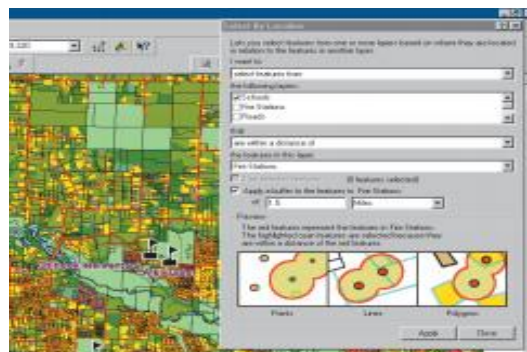 Select By Location
Lets you select features from one or more layers based on where they are located
in relation to the features in another layer.
I want to:
select features from
the following layers:
Schools
Fire Stations
Roads
that:
are within a distance of
the features in this layer:
Fire Stations
features selected)
Apply a buffer to the features in Fire Stations
of:
Miles
Preview
The red features represent the features in Fire Stations.
The highlighted cyan features are selected because they
are within a distance of the red features.
Points
Lines
Polygons
Apply
Close